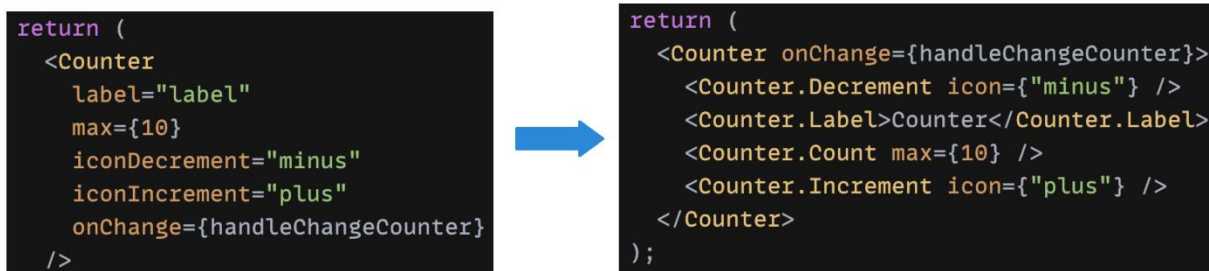 return (
<Counter
label="label"
max={10}
iconDecrement="minus"
iconIncrement="plus"
onChange={handleChangeCounter}
/>
return (
<Counter onChange={handleChangeCounter}>
<Counter.Decrement icon={"minus"} />
<Counter.Label>Counter</Counter.Label>
<Counter.Count max={10} />
<Counter.Increment icon={"plus"} />
</Counter>
);